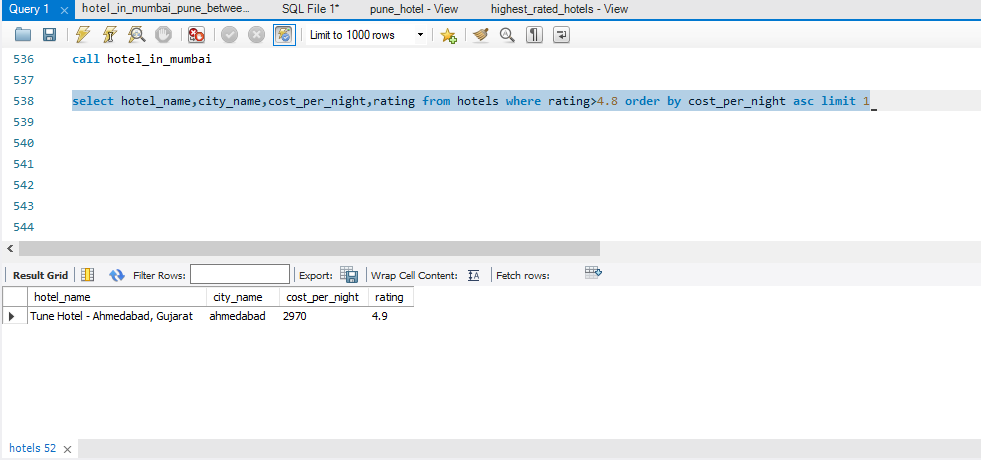 Query 1 hotel_in_mumbai_pune_betwee... SQL File 1* pune_hotel - View highest_rated_hotels - View
Limit to 1000 rows
536 call hotel_in_mumbai
537
538 select hotel_name,city_name,cost_per_night,rating from hotels where rating>4.8 order by cost_per_night asc limit 1
539
540
541
542
543
544
Result Grid Filter Rows: Export: Wrap Cell Content: Fetch rows:
hotel_name city_name cost_per_night rating
Tune Hotel - Ahmedabad, Gujarat ahmedabad 2970 4.9
hotels 52